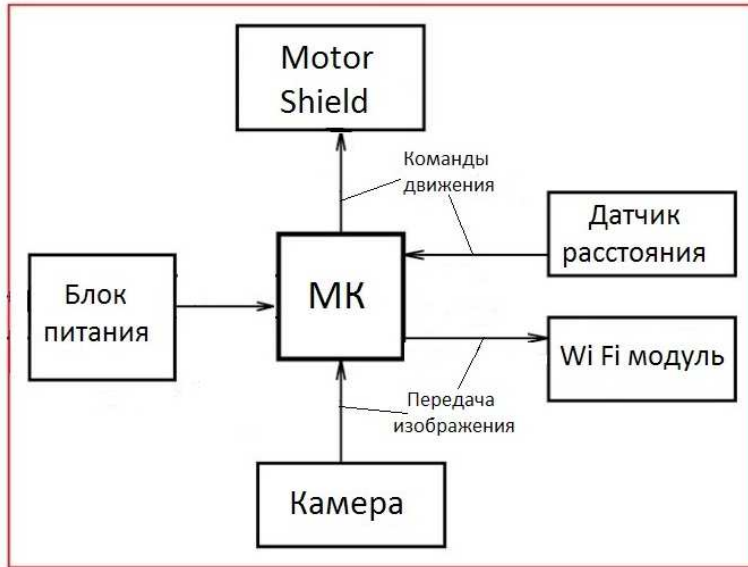 Motor
Shield
Команды
движения
Датчик
расстояния
Блок
питания
МК
Wi Fi модуль
Передача
изображения
Камера